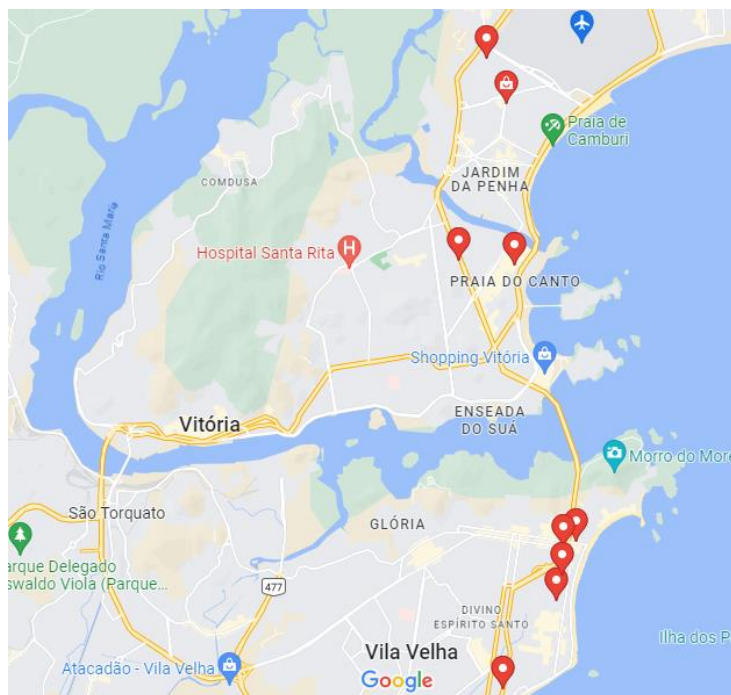 Praia de
Camburi
JARDIM
DA PENHA
COMDUSA
Rio Santa Maria
H
Hospital Santa Rita
PRAIA DO CANTO
Shopping Vitória
Vitória
ENSEADA
DO SUÁ
Morro do More
São Torquato
GLÓRIA
arque Delegado
swaldo Viola (Parque...
477
DIVINO
ESPÍRITO SANTO
Ilha dos P
Vila Velha
Atacadão - Vila Velha
Google